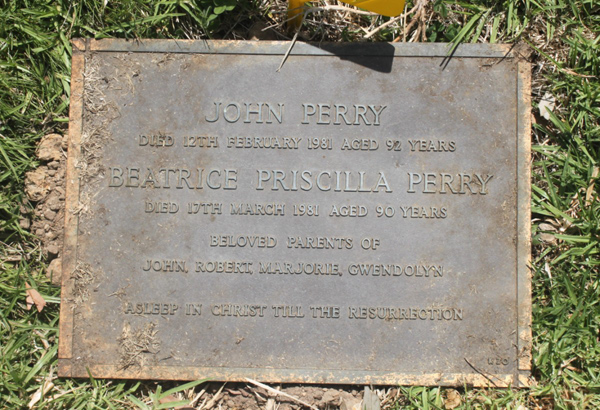 JOHN PERRY
DIED 12TH FEBRUARY 1981 AGED 92 YEARS
BEATRICE PRISCILLA PERRY
DIED 17TH MARCH 1981 AGED 90 YEARS
BELOVED PARENTS OF
JOHN, ROBERT, MARJORIE, GWENDOLYN
ASLEEP IN CHRIST TILL THE RESURRECTION